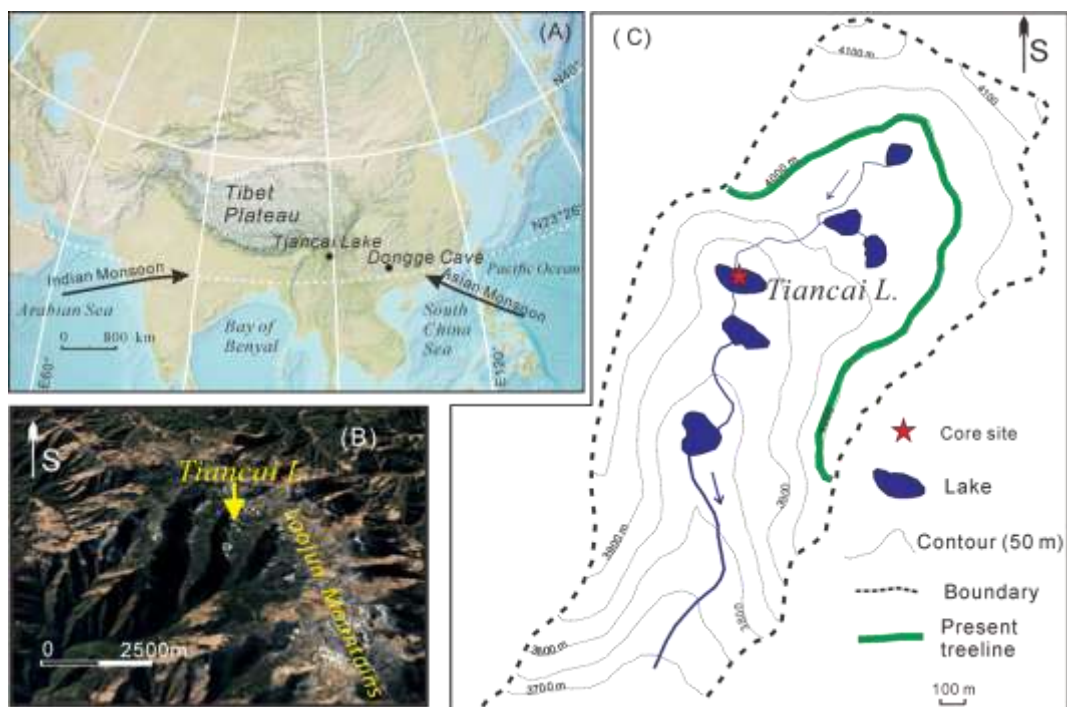 (A)
N40°
Tibet
Plateau
Tiancai Lake
Dongge Cave
N23°26'
Indian Monsoon
Asian Monsoon
Pacific Ocean
Arabian Sea
Bay of
Benyal
South
China
Sea
0 800 km
E60°
E120°
(B)
S
Tiancai L.
Laojun Mountains
0 2500m
(C)
S
4100 m
4100
4000 m
Tiancai L.
3900 m
3800
3800 m
3700 m
Core site
Lake
Contour (50 m)
Boundary
Present
treeline
100 m